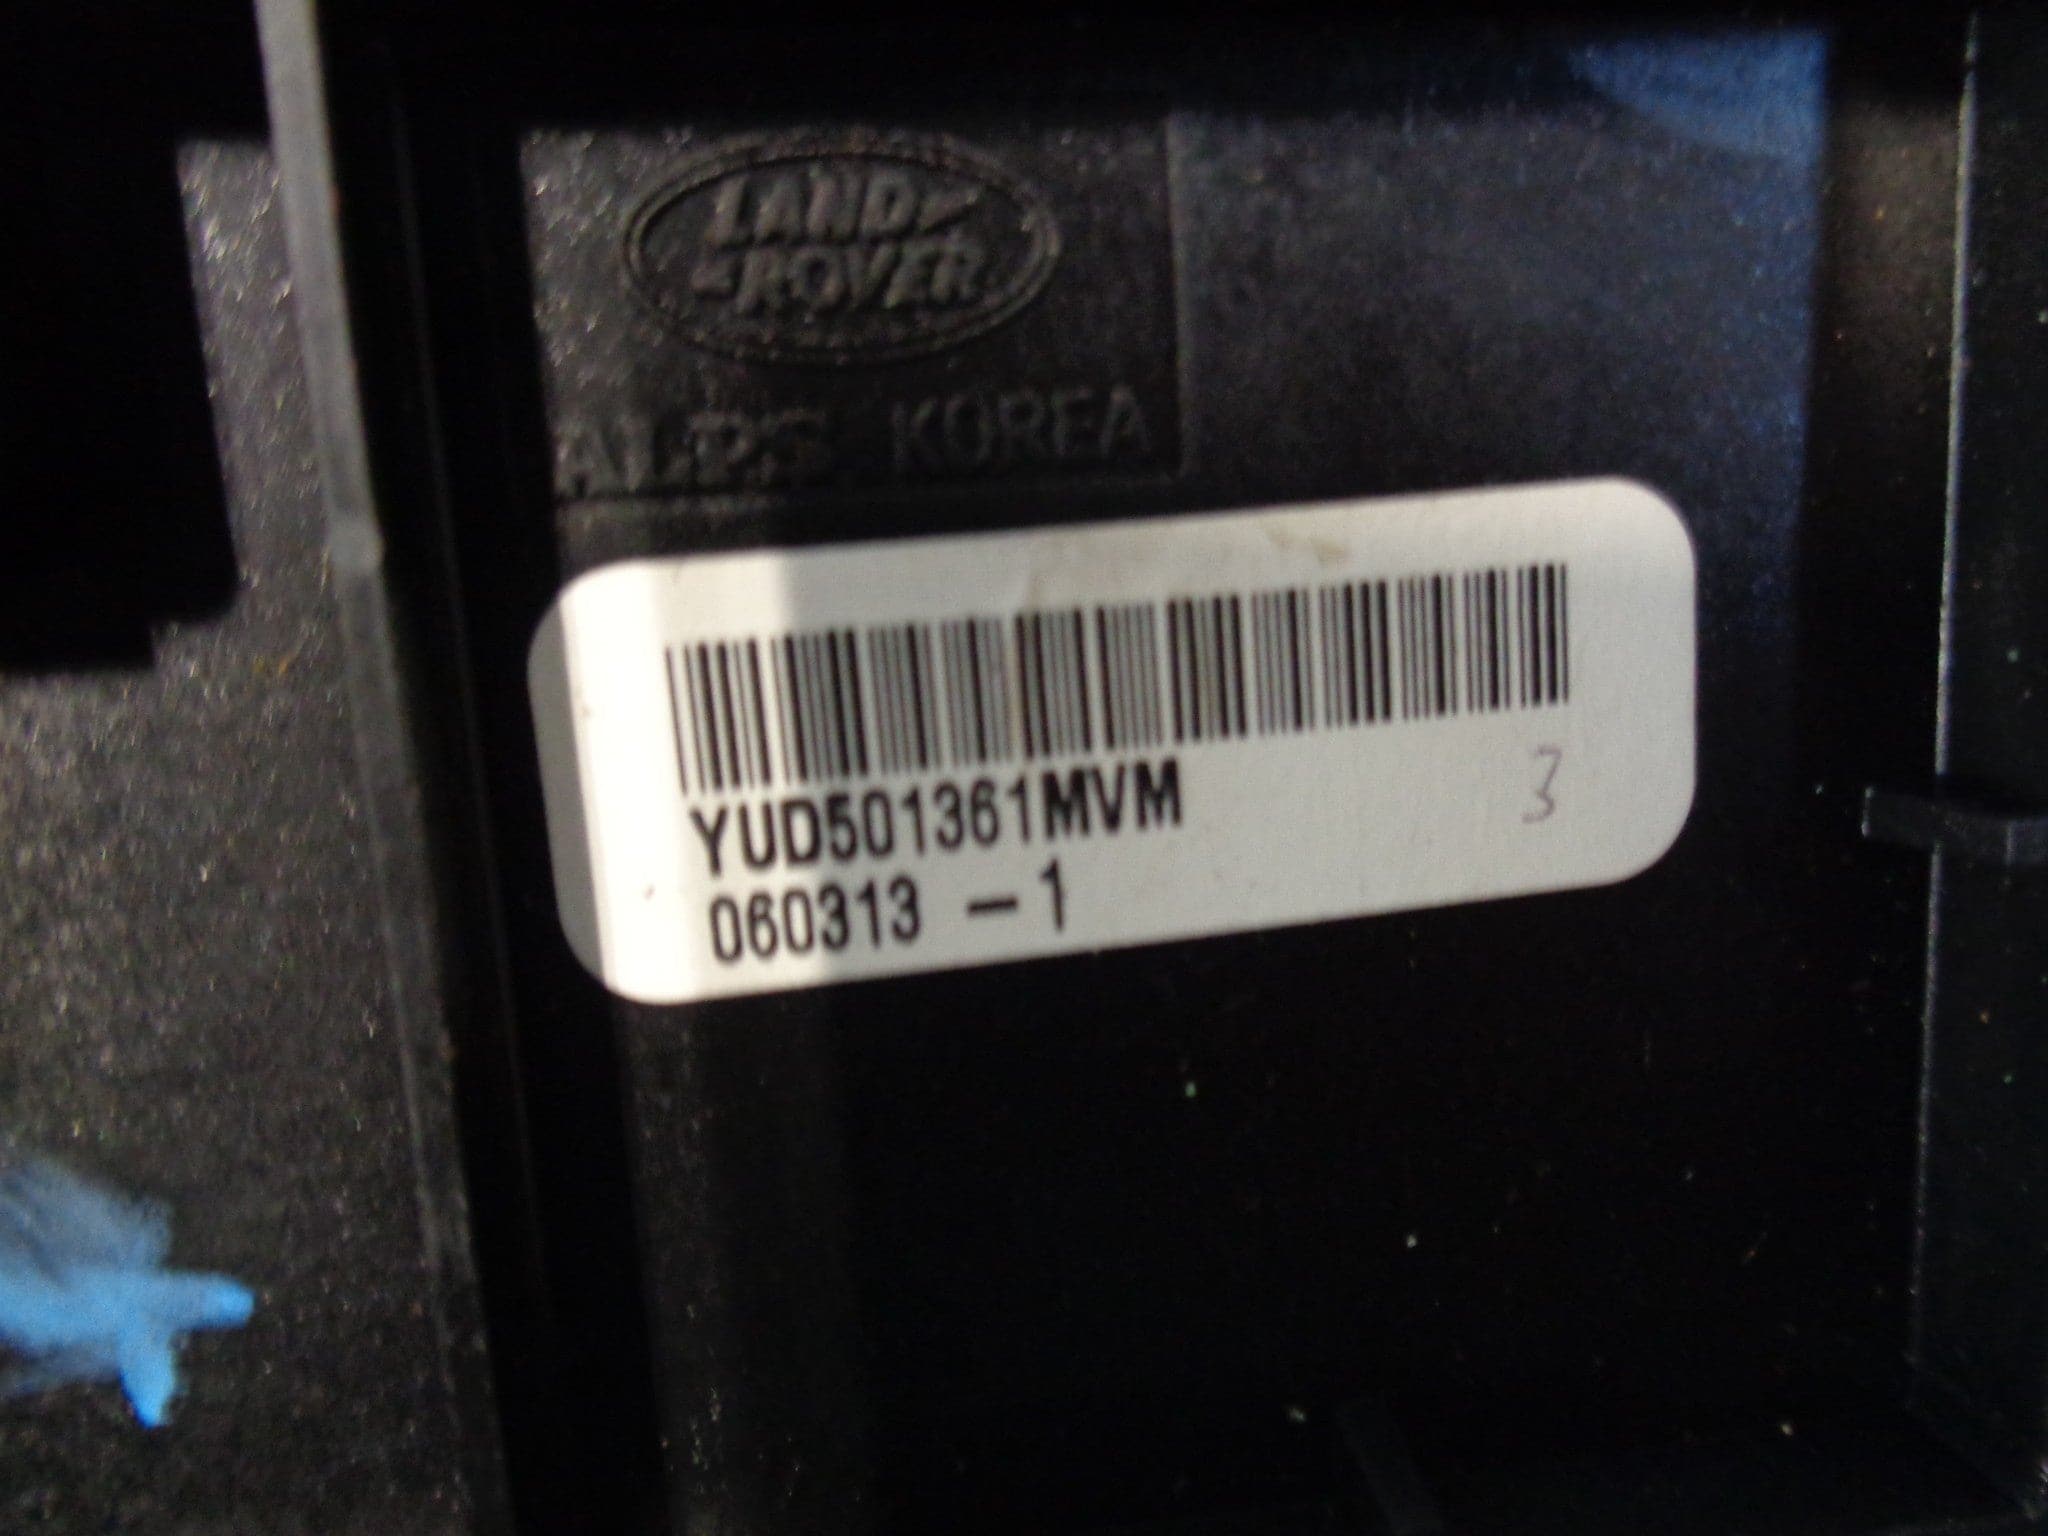 LAND
ROVER
ALPS KOREA
YUD501361MVM
3
060313 -1